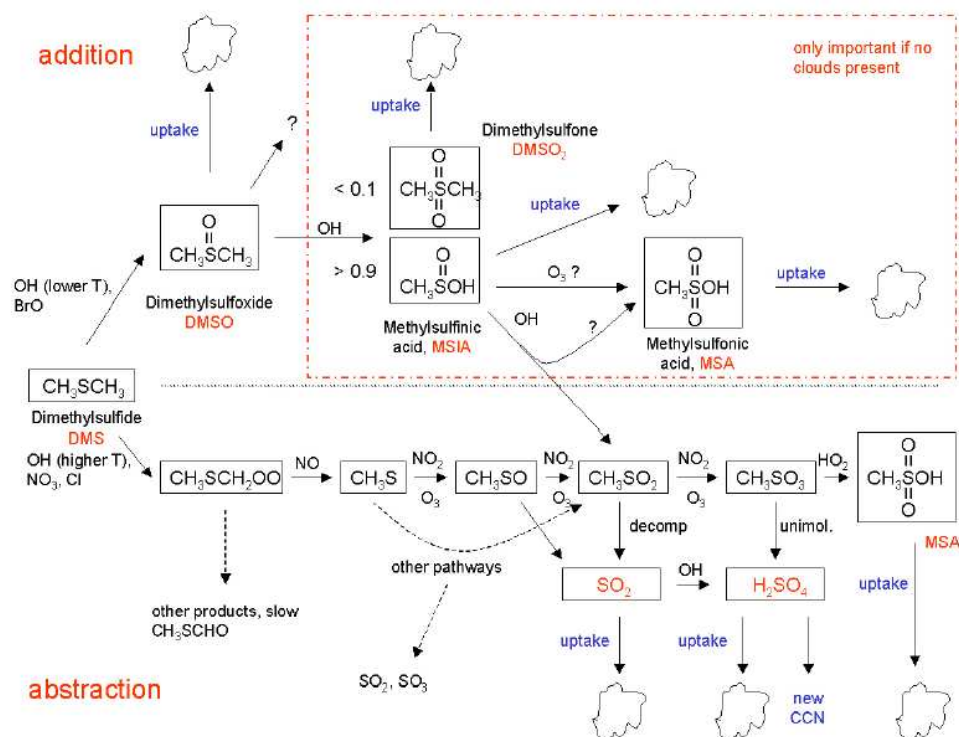 addition
only important if no
clouds present
uptake
?
uptake
Dimethylsulfone
DMSO₂
< 0.1
O
CH₃SCH₃
O
uptake
O
CH₃SCH₃
OH
> 0.9
O
CH₃SOH
O₃ ?
O
CH₃SOH
O
uptake
OH (lower T),
BrO
Dimethylsulfoxide
DMSO
Methylsulfinic
acid, MSIA
OH
?
Methylsulfonic
acid, MSA
CH₃SCH₃
Dimethylsulfide
DMS
OH (higher T),
NO₃, Cl
CH₃SCH₂OO
NO
CH₃S
NO₂
O₃
CH₃SO
NO₂
O₃
CH₃SO₂
NO₂
O₃
CH₃SO₃
HO₂
O
CH₃SOH
O
MSA
decomp
unimol.
other pathways
SO₂
OH
H₂SO₄
uptake
other products, slow
CH₃SCHO
uptake
uptake
SO₂, SO₃
abstraction
new
CCN